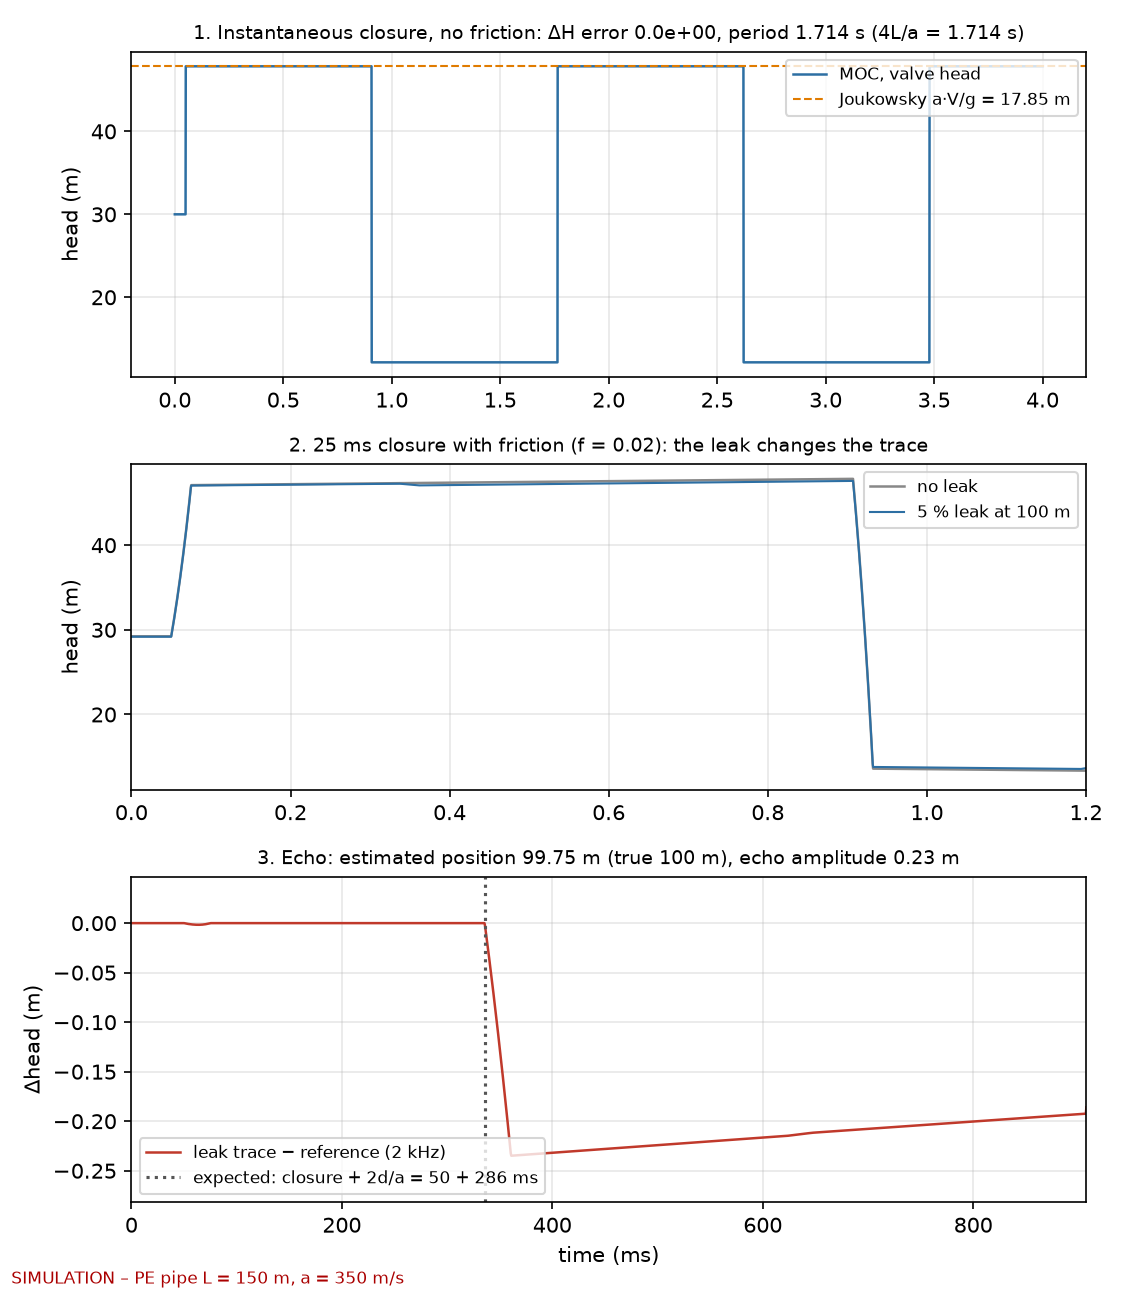 1. Instantaneous closure, no friction: ΔH error 0.0e+00, period 1.714 s (4L/a = 1.714 s)
MOC, valve head
Joukowsky a·V/g = 17.85 m
head (m)
40
30
20
0.0 0.5 1.0 1.5 2.0 2.5 3.0 3.5 4.0
2. 25 ms closure with friction (f = 0.02): the leak changes the trace
no leak
5 % leak at 100 m
head (m)
40
30
20
0.0 0.2 0.4 0.6 0.8 1.0 1.2
3. Echo: estimated position 99.75 m (true 100 m), echo amplitude 0.23 m
Δhead (m)
0.00
−0.05
−0.10
−0.15
−0.20
−0.25
leak trace − reference (2 kHz)
expected: closure + 2d/a = 50 + 286 ms
0 200 400 600 800
time (ms)
SIMULATION – PE pipe L = 150 m, a = 350 m/s